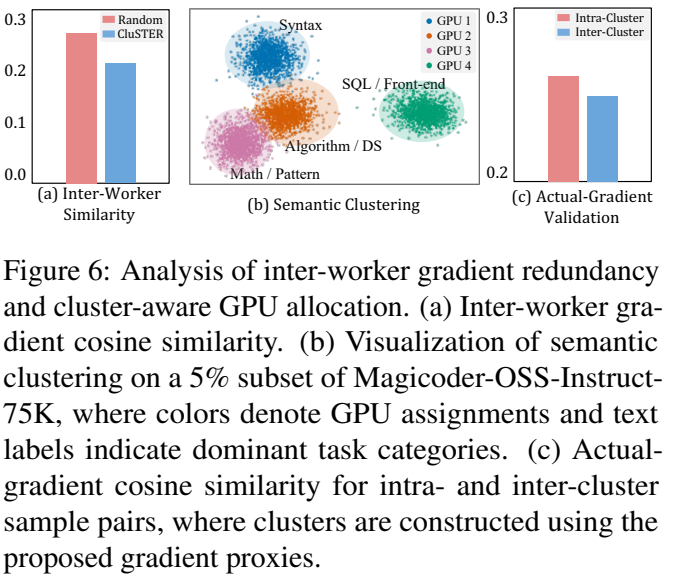 0.3
0.2
0.1
0.0
Random
CluSTER
(a) Inter-Worker
Similarity
Syntax
GPU 1
GPU 2
GPU 3
GPU 4
SQL / Front-end
Algorithm / DS
Math / Pattern
(b) Semantic Clustering
0.3
0.2
Intra-Cluster
Inter-Cluster
(c) Actual-Gradient
Validation
Figure 6: Analysis of inter-worker gradient redundancy
and cluster-aware GPU allocation. (a) Inter-worker gra-
dient cosine similarity. (b) Visualization of semantic
clustering on a 5% subset of Magicoder-OSS-Instruct-
75K, where colors denote GPU assignments and text
labels indicate dominant task categories. (c) Actual-
gradient cosine similarity for intra- and inter-cluster
sample pairs, where clusters are constructed using the
proposed gradient proxies.